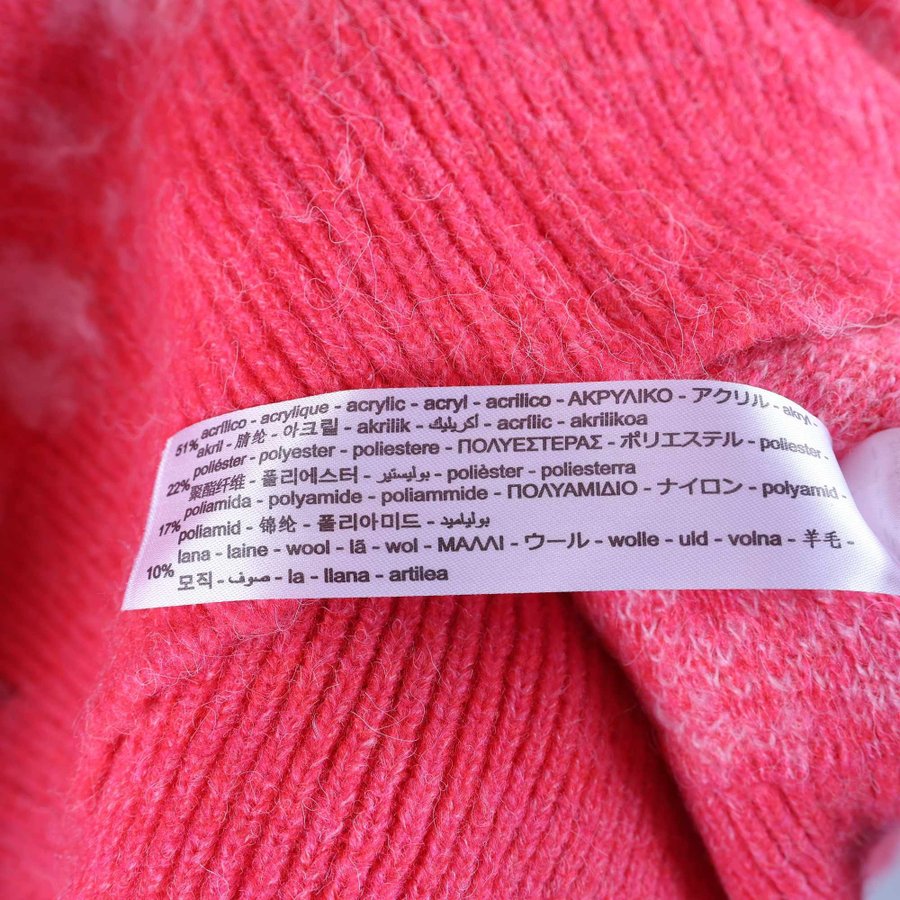 51% acrílico - acrylique - acrylic - acryl - acrilico - ΑΚΡΥΛΙΚΟ - アクリル - akryl -
akril - 腈纶 - 아크릴 - akrilik - أكريليك - acrílic - akrilikoa
22% poliéster - polyester - poliestere - ΠΟΛΥΕΣΤΕΡΑΣ - ポリエステル - poliester -
聚酯纤维 - 폴리에스터 - بوليستير - polièster - poliesterra
17% poliamida - polyamide - poliammide - ΠΟΛΥΑΜΙΔΙΟ - ナイロン - polyamid -
poliamid - 锦纶 - 폴리아미드 - بولياميد
10% lana - laine - wool - lã - wol - ΜΑΛΛΙ - ウール - wolle - uld - volna - 羊毛 -
모직 - صوف - la - llana - artilea